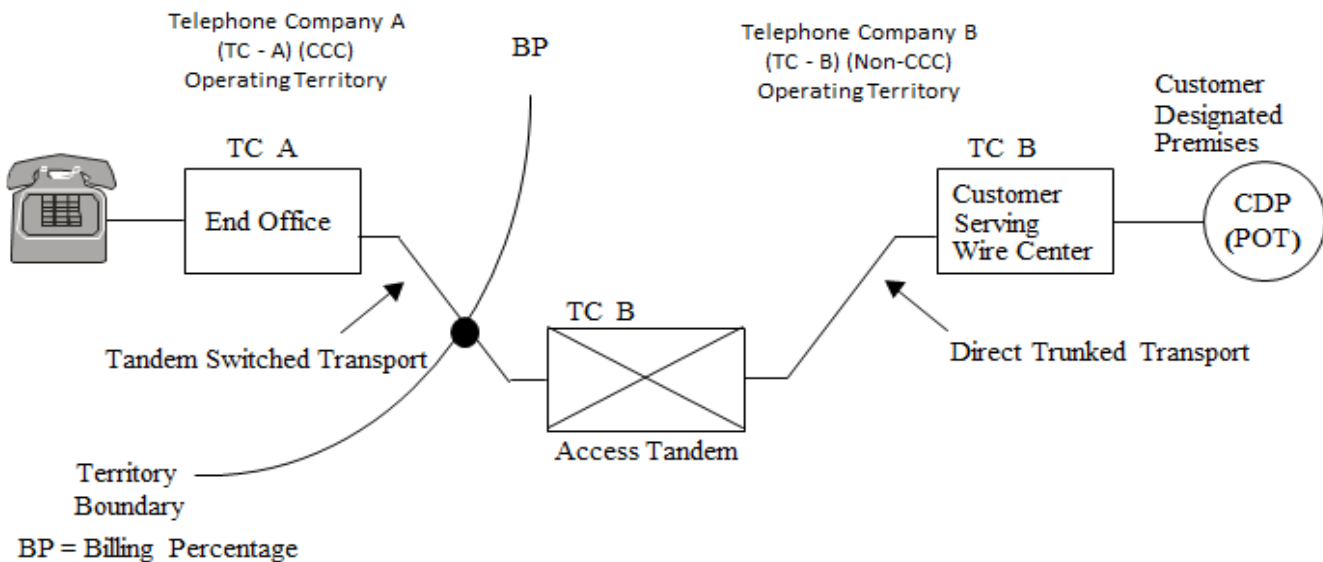 Telephone Company A
(TC - A) (CCC)
Operating Territory
BP
Telephone Company B
(TC - B) (Non-CCC)
Operating Territory
Customer
Designated
Premises
TC A
End Office
TC B
Customer
Serving
Wire Center
CDP
(POT)
Tandem Switched Transport
TC B
Direct Trunked Transport
Access Tandem
Territory
Boundary
BP = Billing Percentage